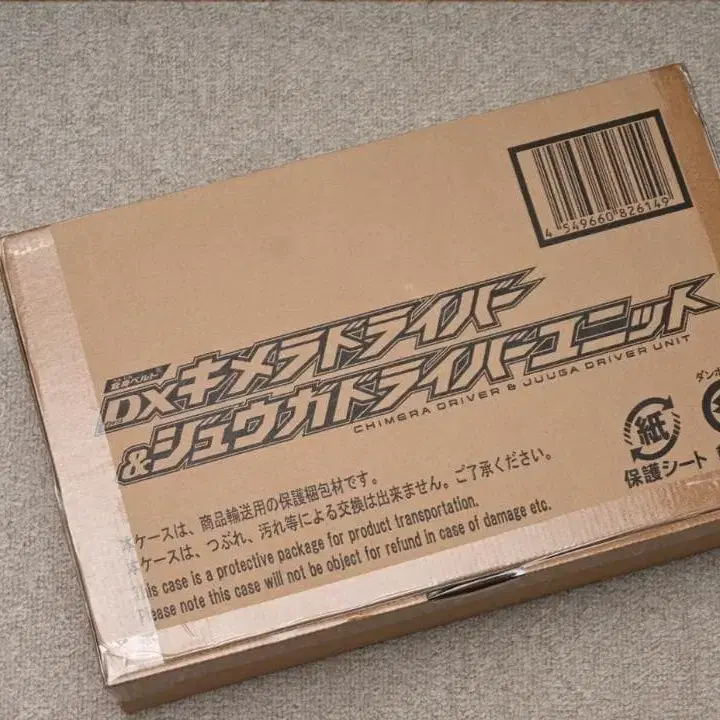 4 549660 826149
変身ベルト
DXキメラドライバー
&ジュウガドライバーユニット
CHIMERA DRIVER & JUUGA DRIVER UNIT
ケースは、商品輸送用の保護梱包材です。
ケースは、つぶれ、汚れ等による交換は出来ません。ご了承ください。
This case is a protective package for product transportation.
Please note this case will not be object for refund in case of damage etc.
紙
保護シート
ダンボ